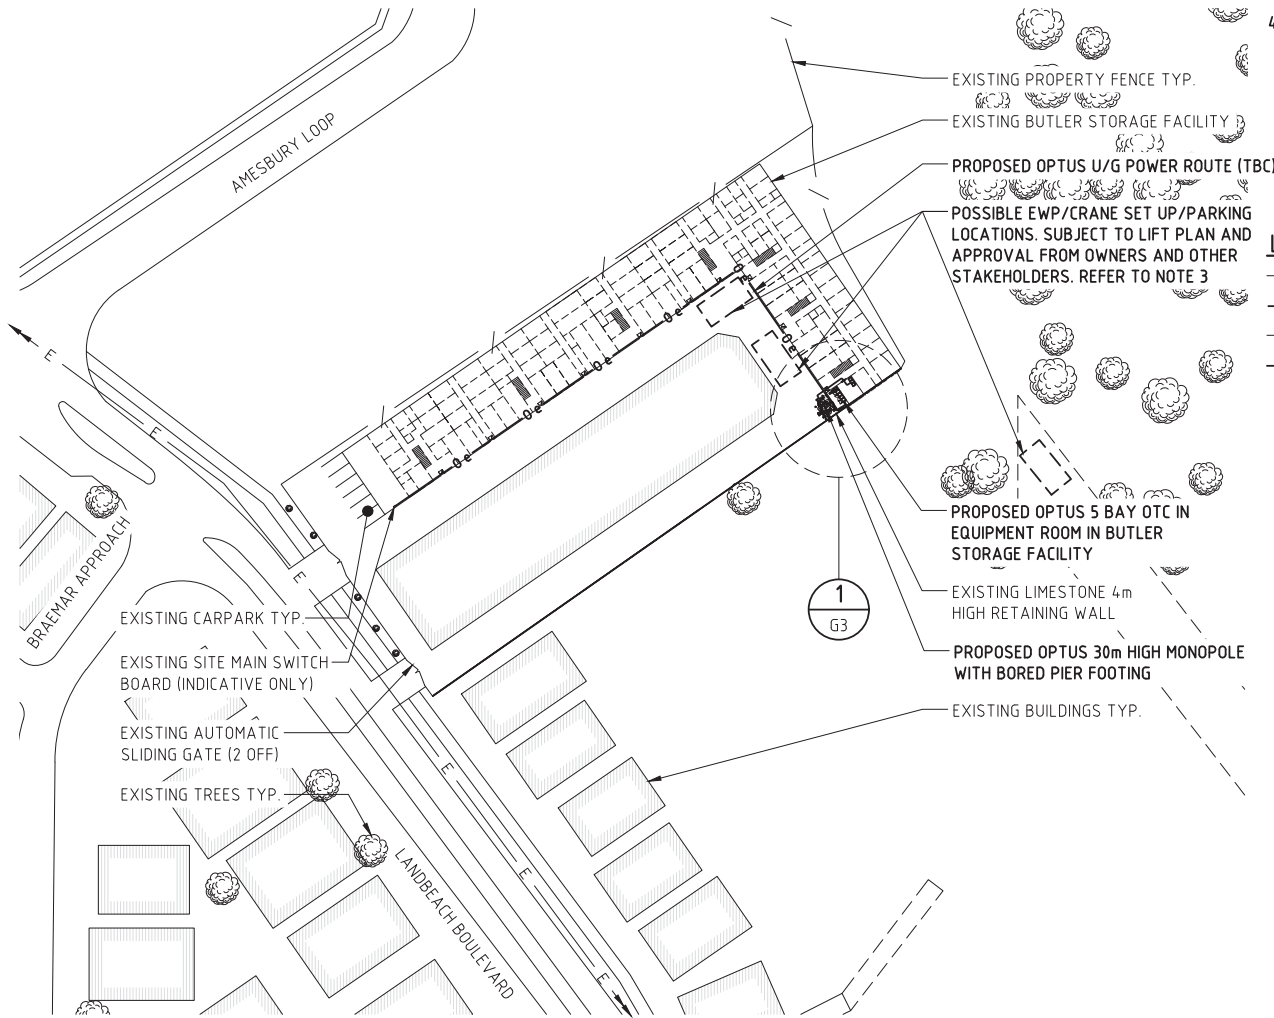 4
EXISTING PROPERTY FENCE TYP.
EXISTING BUTLER STORAGE FACILITY
AMESBURY LOOP
PROPOSED OPTUS U/G POWER ROUTE (TBC)
POSSIBLE EWP/CRANE SET UP/PARKING
LOCATIONS. SUBJECT TO LIFT PLAN AND
APPROVAL FROM OWNERS AND OTHER
STAKEHOLDERS. REFER TO NOTE 3
E
E
E
BRAEMAR APPROACH
PROPOSED OPTUS 5 BAY OTC IN
EQUIPMENT ROOM IN BUTLER
STORAGE FACILITY
1
G3
EXISTING LIMESTONE 4m
HIGH RETAINING WALL
PROPOSED OPTUS 30m HIGH MONOPOLE
WITH BORED PIER FOOTING
EXISTING BUILDINGS TYP.
EXISTING CARPARK TYP.
EXISTING SITE MAIN SWITCH
BOARD (INDICATIVE ONLY)
EXISTING AUTOMATIC
SLIDING GATE (2 OFF)
EXISTING TREES TYP.
E
E
E
LANDBEACH BOULEVARD